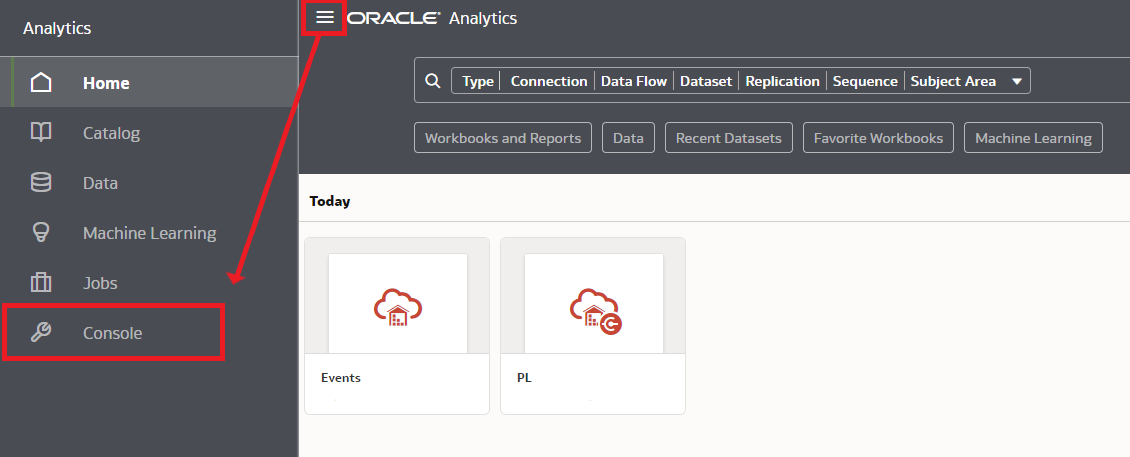 Analytics
Home
Catalog
Data
Machine Learning
Jobs
Console
ORACLE® Analytics
Type Connection Data Flow Dataset Replication Sequence Subject Area
Workbooks and Reports Data Recent Datasets Favorite Workbooks Machine Learning
Today
Events PL